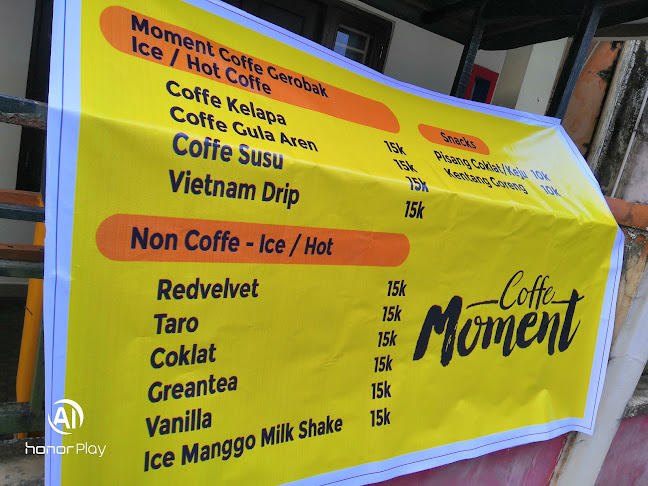 Moment Coffe Gerobak
Ice / Hot Coffe
Coffe Kelapa 15k
Coffe Gula Aren 15k
Coffe Susu 15k
Vietnam Drip 15k
Snacks
Pisang Coklat/Keju 10k
Kentang Goreng 10k
Non Coffe - Ice / Hot
Redvelvet 15k
Taro 15k
Coklat 15k
Greantea 15k
Vanilla 15k
Ice Manggo Milk Shake 15k
Coffe
Moment
AI
honor Play